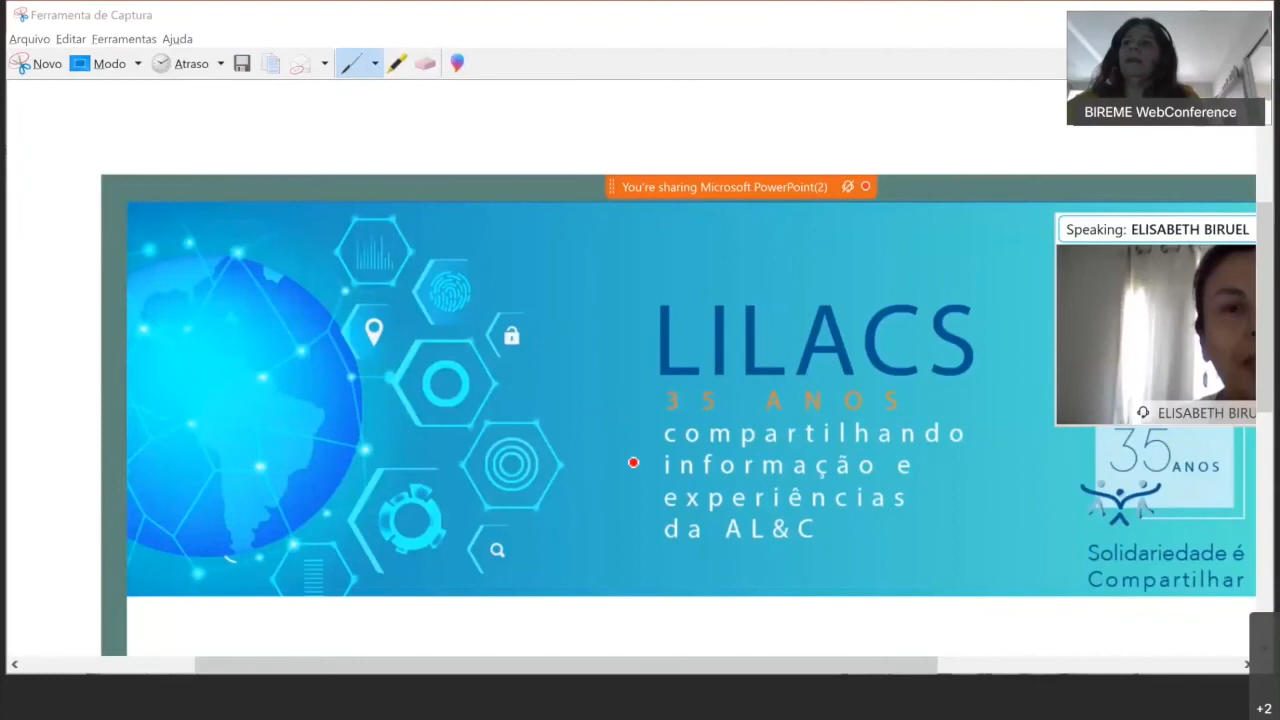 Ferramenta de Captura
Arquivo Editar Ferramentas Ajuda
Novo Modo Atraso
BIREME WebConference
You're sharing Microsoft PowerPoint(2)
Speaking: ELISABETH BIRUEL
LILACS
35 ANOS
compartilhando
informação e
experiências
da AL&C
ELISABETH BIRU
35 ANOS
Solidariedade é
Compartilhar
+2